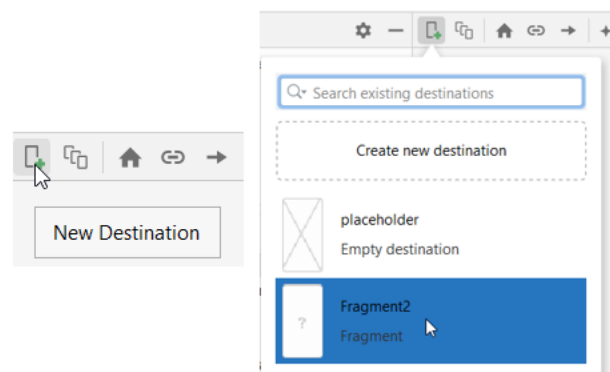 New Destination
Search existing destinations
Create new destination
placeholder
Empty destination
?
Fragment2
Fragment